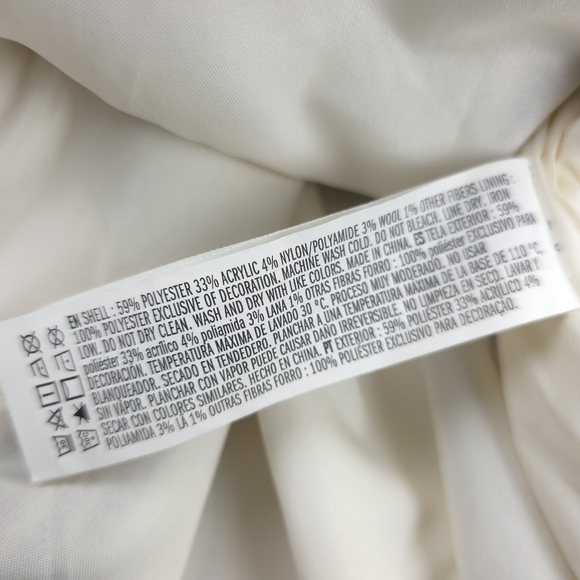 EN SHELL : 59% POLYESTER 33% ACRYLIC 4% NYLON/POLYAMIDE 3% WOOL 1% OTHER FIBERS LINING :
100% POLYESTER EXCLUSIVE OF DECORATION. MACHINE WASH COLD. DO NOT BLEACH. LINE DRY. IRON
LOW. DO NOT DRY CLEAN. WASH AND DRY WITH LIKE COLORS. MADE IN CHINA. ES TELA EXTERIOR : 59%
poliéster 33% acrílico 4% poliamida 3% LANA 1% OTRAS FIBRAS FORRO : 100% poliéster EXCLUSIVO PARA
DECORACIÓN. TEMPERATURA MÁXIMA DE LAVADO 30 °C. PROCESO MUY MODERADO. NO USAR
BLANQUEADOR. SECADO EN TENDEDERO. PLANCHAR A UNA TEMPERATURA MÁXIMA DE LA BASE DE 110 °C,
SIN VAPOR. PLANCHAR CON VAPOR PUEDE CAUSAR DAÑO IRREVERSIBLE. NO LIMPIEZA EN SECO. LAVAR Y
SECAR CON COLORES SIMILARES. HECHO EN CHINA. PT EXTERIOR : 59% POLIÉSTER 33% ACRÍLICO 4%
POLIAMIDA 3% LÃ 1% OUTRAS FIBRAS FORRO : 100% POLIÉSTER EXCLUSIVO PARA DECORAÇÃO.